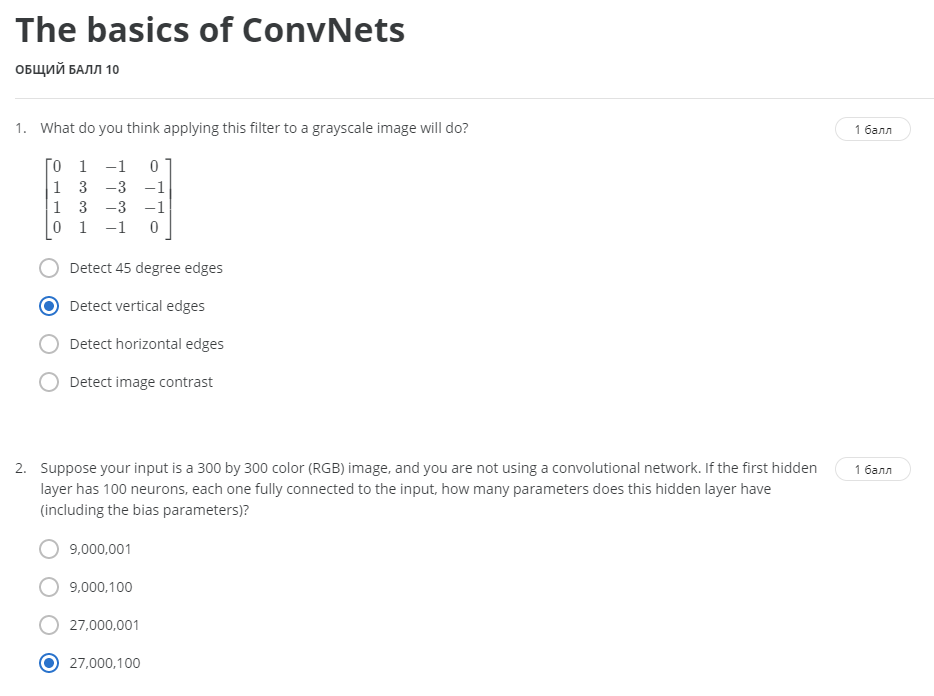 The basics of ConvNets
ОБЩИЙ БАЛЛ 10
1. What do you think applying this filter to a grayscale image will do?
1 балл
0 1 −1 0
1 3 −3 −1
1 3 −3 −1
0 1 −1 0
Detect 45 degree edges
Detect vertical edges
Detect horizontal edges
Detect image contrast
2. Suppose your input is a 300 by 300 color (RGB) image, and you are not using a convolutional network. If the first hidden
1 балл
layer has 100 neurons, each one fully connected to the input, how many parameters does this hidden layer have
(including the bias parameters)?
9,000,001
9,000,100
27,000,001
27,000,100